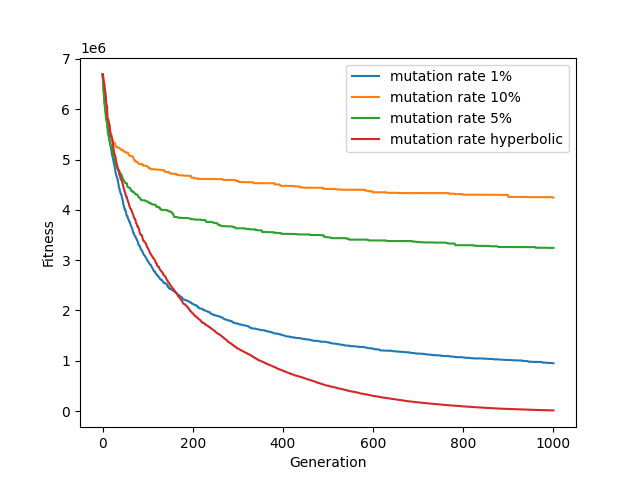 1e6
7
6
5
4
3
2
1
0
Fitness
0 200 400 600 800 1000
Generation
mutation rate 1%
mutation rate 10%
mutation rate 5%
mutation rate hyperbolic